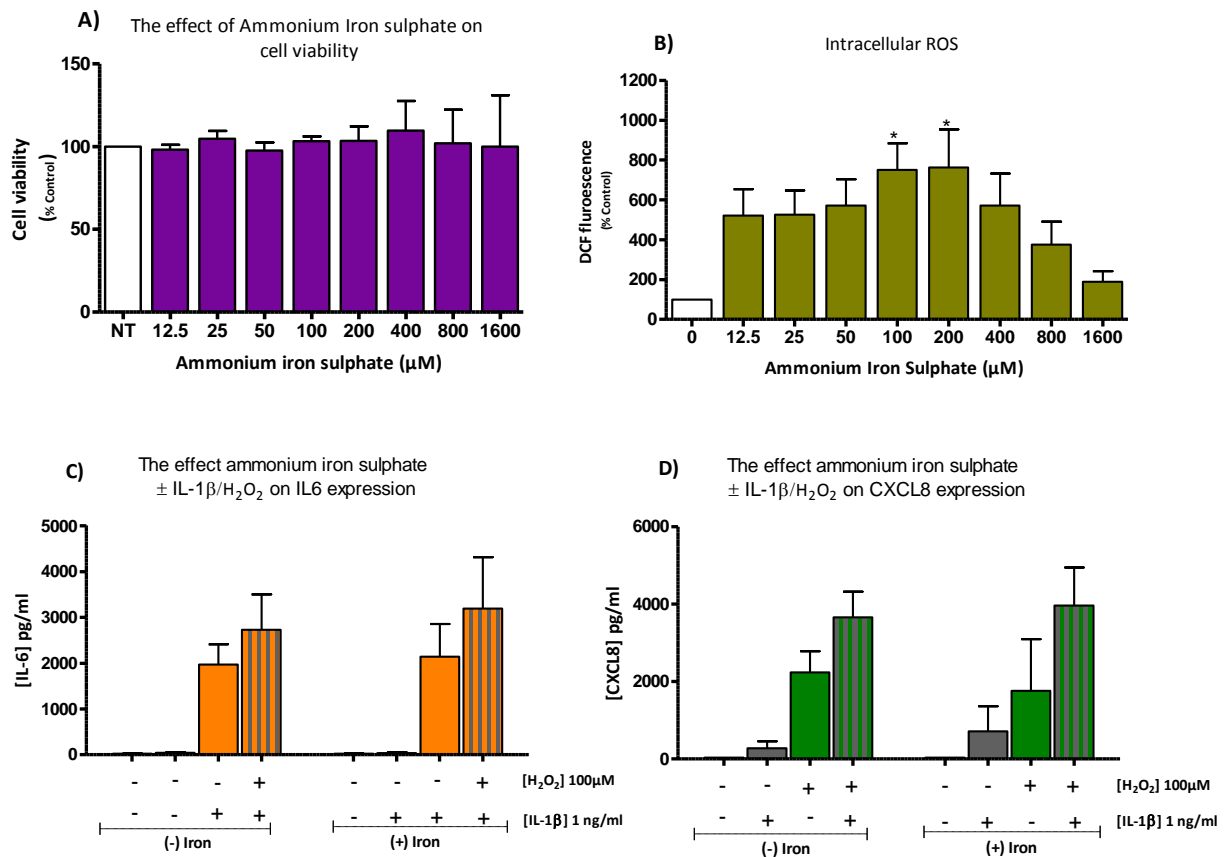 A)
The effect of Ammonium Iron sulphate on
cell viability
150
100
50
0
Cell viability
(% Control)
NT 12.5 25 50 100 200 400 800 1600
Ammonium iron sulphate (µM)
B)
Intracellular ROS
1200
1000
800
600
400
200
0
DCF fluroescence
(% Control)
* *
0 12.5 25 50 100 200 400 800 1600
Ammonium Iron Sulphate (µM)
C)
The effect ammonium iron sulphate
± IL-1β/H₂O₂ on IL6 expression
5000
4000
3000
2000
1000
0
[IL-6] pg/ml
- - - + - - - + [H₂O₂] 100µM
- - + + - + + + [IL-1β] 1 ng/ml
(-) Iron (+) Iron
D)
The effect ammonium iron sulphate
± IL-1β/H₂O₂ on CXCL8 expression
6000
4000
2000
0
[CXCL8] pg/ml
- - + + - - + + [H₂O₂] 100µM
- + - + - + - + [IL-1β] 1 ng/ml
(-) Iron (+) Iron